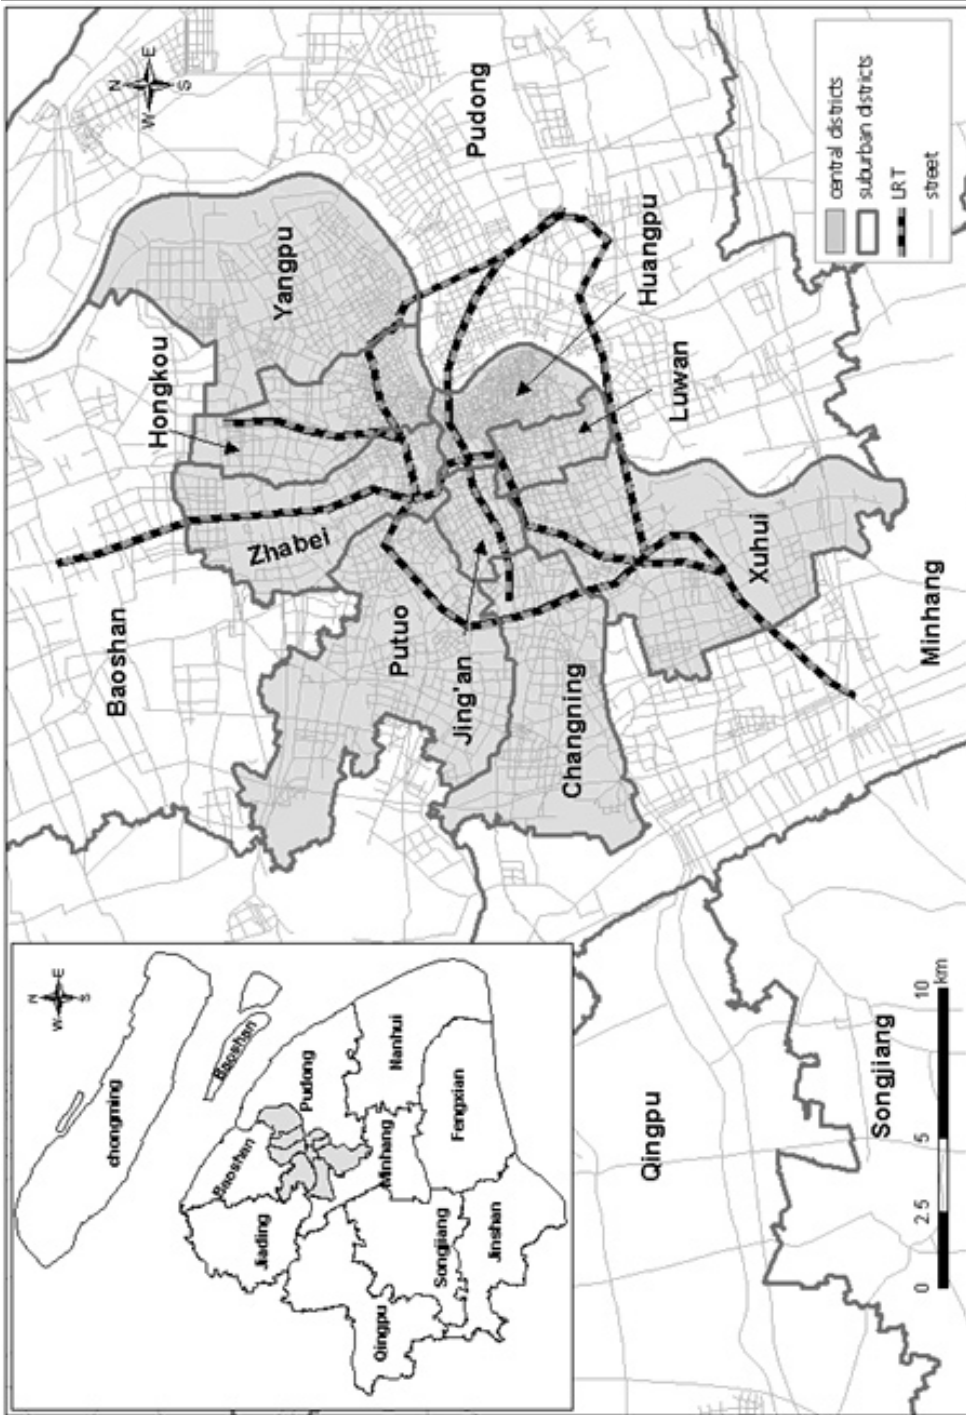 N
W
E
S
Baoshan
Hongkou
Yangpu
Pudong
Zhabei
Putuo
Jing'an
Changning
Huangpu
Luwan
Xuhui
Minhang
Qingpu
Songjiang
central districts
suburban districts
LRT
street
0
2.5
5
10
km
N
W
E
S
chongming
Baoshan
Baoshan
Pudong
Jiading
Nanhui
Minhang
Fengxian
Songjiang
Qingpu
Jinshan